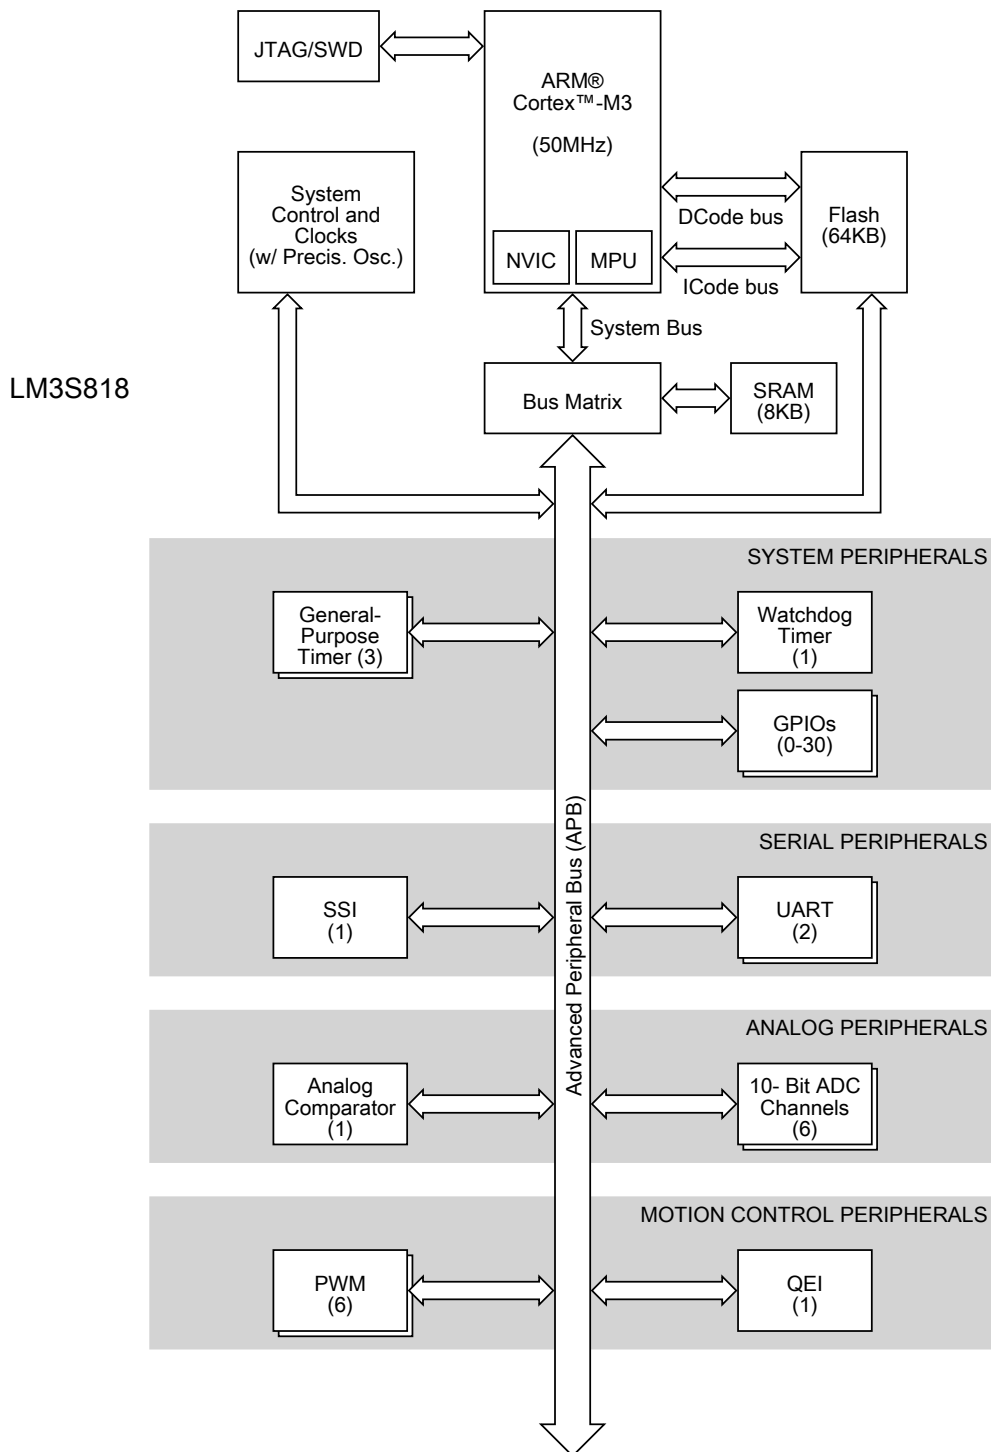 JTAG/SWD
ARM®
Cortex™-M3
(50MHz)
System
Control and
Clocks
(w/ Precis. Osc.)
DCode bus
Flash
(64KB)
NVIC
MPU
ICode bus
System Bus
LM3S818
Bus Matrix
SRAM
(8KB)
SYSTEM PERIPHERALS
General-
Purpose
Timer (3)
Watchdog
Timer
(1)
GPIOs
(0-30)
Advanced Peripheral Bus (APB)
SERIAL PERIPHERALS
SSI
(1)
UART
(2)
ANALOG PERIPHERALS
Analog
Comparator
(1)
10- Bit ADC
Channels
(6)
MOTION CONTROL PERIPHERALS
PWM
(6)
QEI
(1)